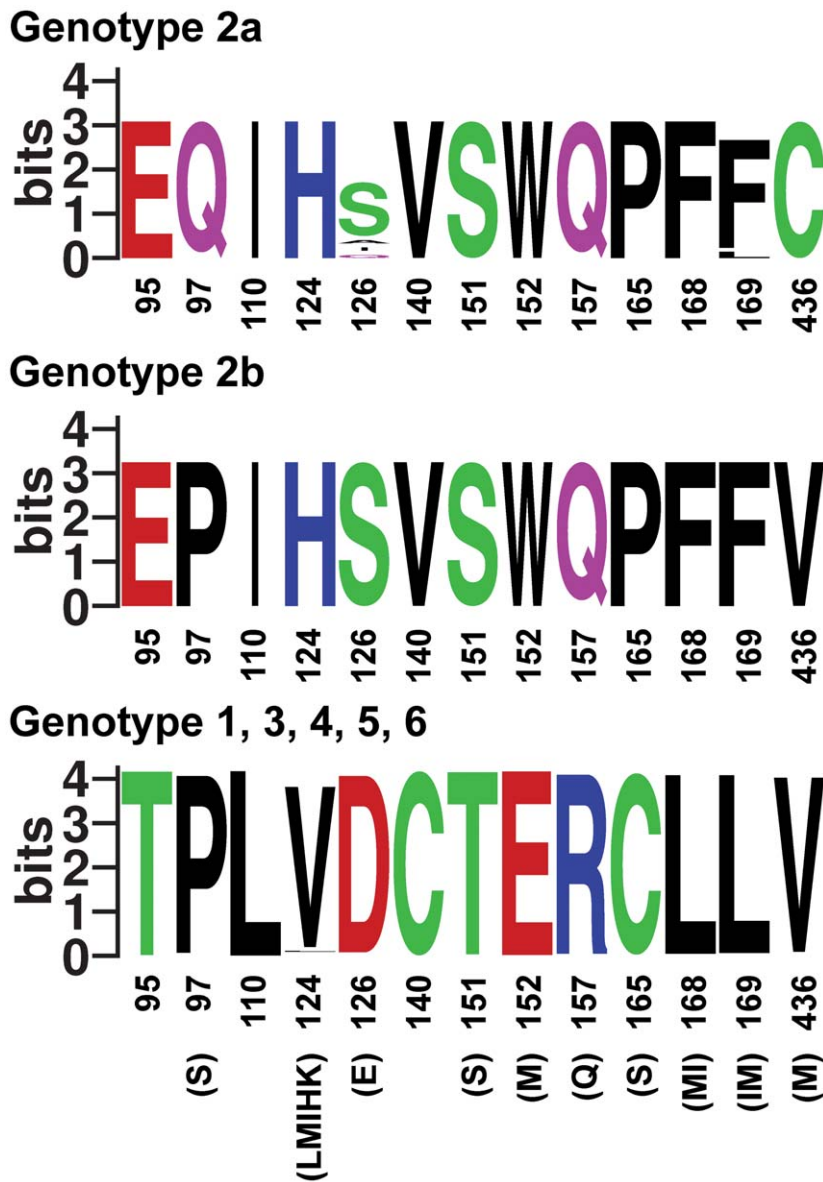 Genotype 2a
bits
4
3
2
1
0
E Q I H S V S W Q P F F C
95 97 110 124 126 140 151 152 157 165 168 169 436
Genotype 2b
bits
4
3
2
1
0
E P I H S V S W Q P F F V
95 97 110 124 126 140 151 152 157 165 168 169 436
Genotype 1, 3, 4, 5, 6
bits
4
3
2
1
0
T P L V D C T E R C L L V
95 97 110 124 126 140 151 152 157 165 168 169 436
(S) (LMIHK) (E) (S) (M) (Q) (S) (MI) (IM) (M)